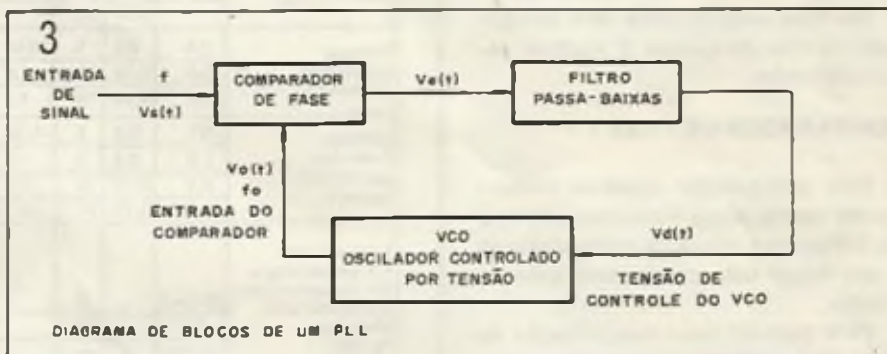 3
ENTRADA
DE
SINAL
f
Vs(t)
COMPARADOR
DE FASE
Ve(t)
FILTRO
PASSA-BAIXAS
Vo(t)
fo
ENTRADA DO
COMPARADOR
VCO
OSCILADOR CONTROLADO
POR TENSÃO
Vd(t)
TENSÃO DE
CONTROLE DO VCO
DIAGRAMA DE BLOCOS DE UM PLL